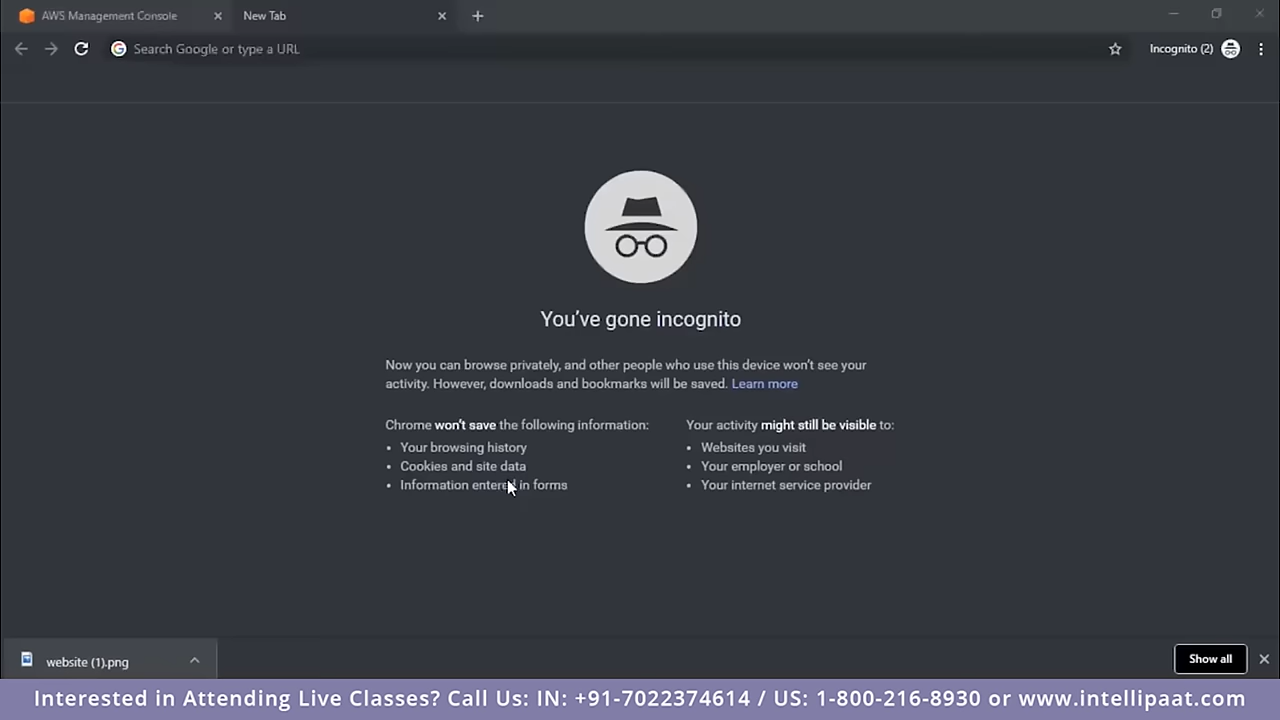 AWS Management Console
New Tab
Search Google or type a URL
Incognito (2)
You've gone incognito
Now you can browse privately, and other people who use this device won't see your
activity. However, downloads and bookmarks will be saved. Learn more
Chrome won't save the following information:
• Your browsing history
• Cookies and site data
• Information entered in forms
Your activity might still be visible to:
• Websites you visit
• Your employer or school
• Your internet service provider
website (1).png
Show all
Interested in Attending Live Classes? Call Us: IN: +91-7022374614 / US: 1-800-216-8930 or www.intellipaat.com